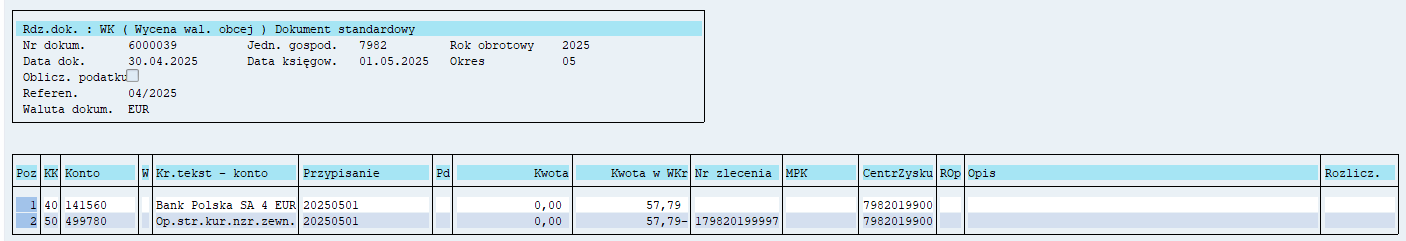 Rdz.dok. : WK ( Wycena wal. obcej ) Dokument standardowy
Nr dokum. 6000039 Jedn. gospod. 7982 Rok obrotowy 2025
Data dok. 30.04.2025 Data księgow. 01.05.2025 Okres 05
Oblicz. podatku
Referen. 04/2025
Waluta dokum. EUR
Poz KK Konto W Kr.tekst - konto Przypisanie Pd Kwota Kwota w WKr Nr zlecenia MPK CentrZysku ROp Opis Rozlicz.
1 40 141560 Bank Polska SA 4 EUR 20250501 0,00 57,79 7982019900
2 50 499780 Op.str.kur.nzr.zewn. 20250501 0,00 57,79- 179820199997 7982019900